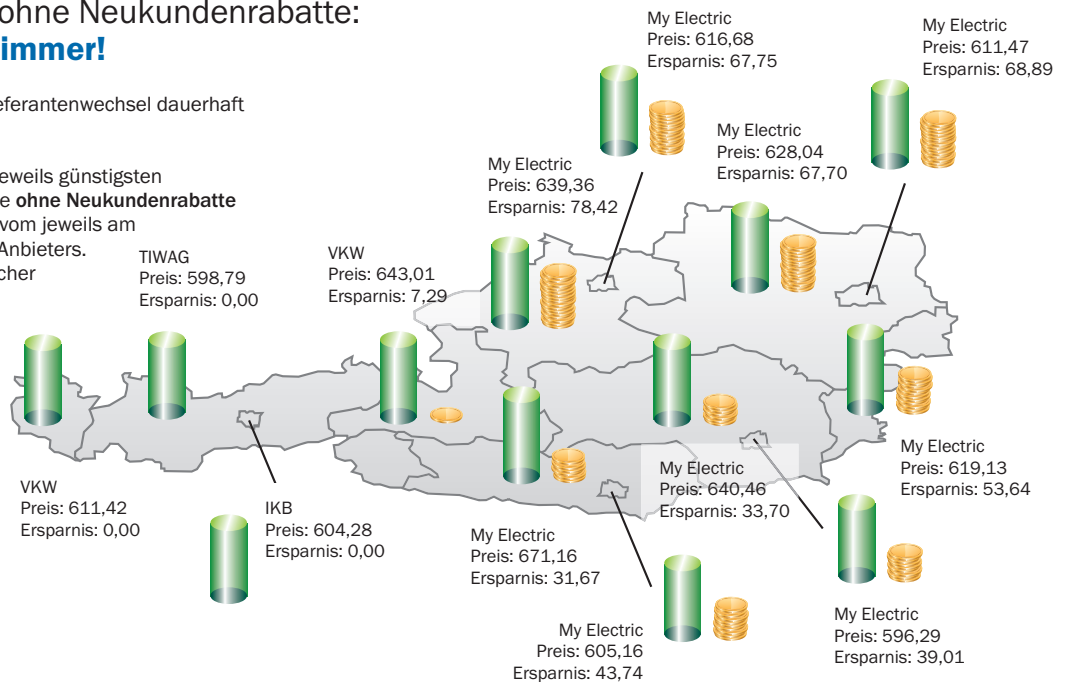 ohne Neukundenrabatte:
immer!
eferantenwechsel dauerhaft
eweils günstigsten
e ohne Neukundenrabatte
vom jeweils am
Anbieters.
cher
My Electric
Preis: 616,68
Ersparnis: 67,75
My Electric
Preis: 611,47
Ersparnis: 68,89
My Electric
Preis: 628,04
Ersparnis: 67,70
My Electric
Preis: 639,36
Ersparnis: 78,42
TIWAG
Preis: 598,79
Ersparnis: 0,00
VKW
Preis: 643,01
Ersparnis: 7,29
VKW
Preis: 611,42
Ersparnis: 0,00
IKB
Preis: 604,28
Ersparnis: 0,00
My Electric
Preis: 671,16
Ersparnis: 31,67
My Electric
Preis: 640,46
Ersparnis: 33,70
My Electric
Preis: 619,13
Ersparnis: 53,64
My Electric
Preis: 605,16
Ersparnis: 43,74
My Electric
Preis: 596,29
Ersparnis: 39,01